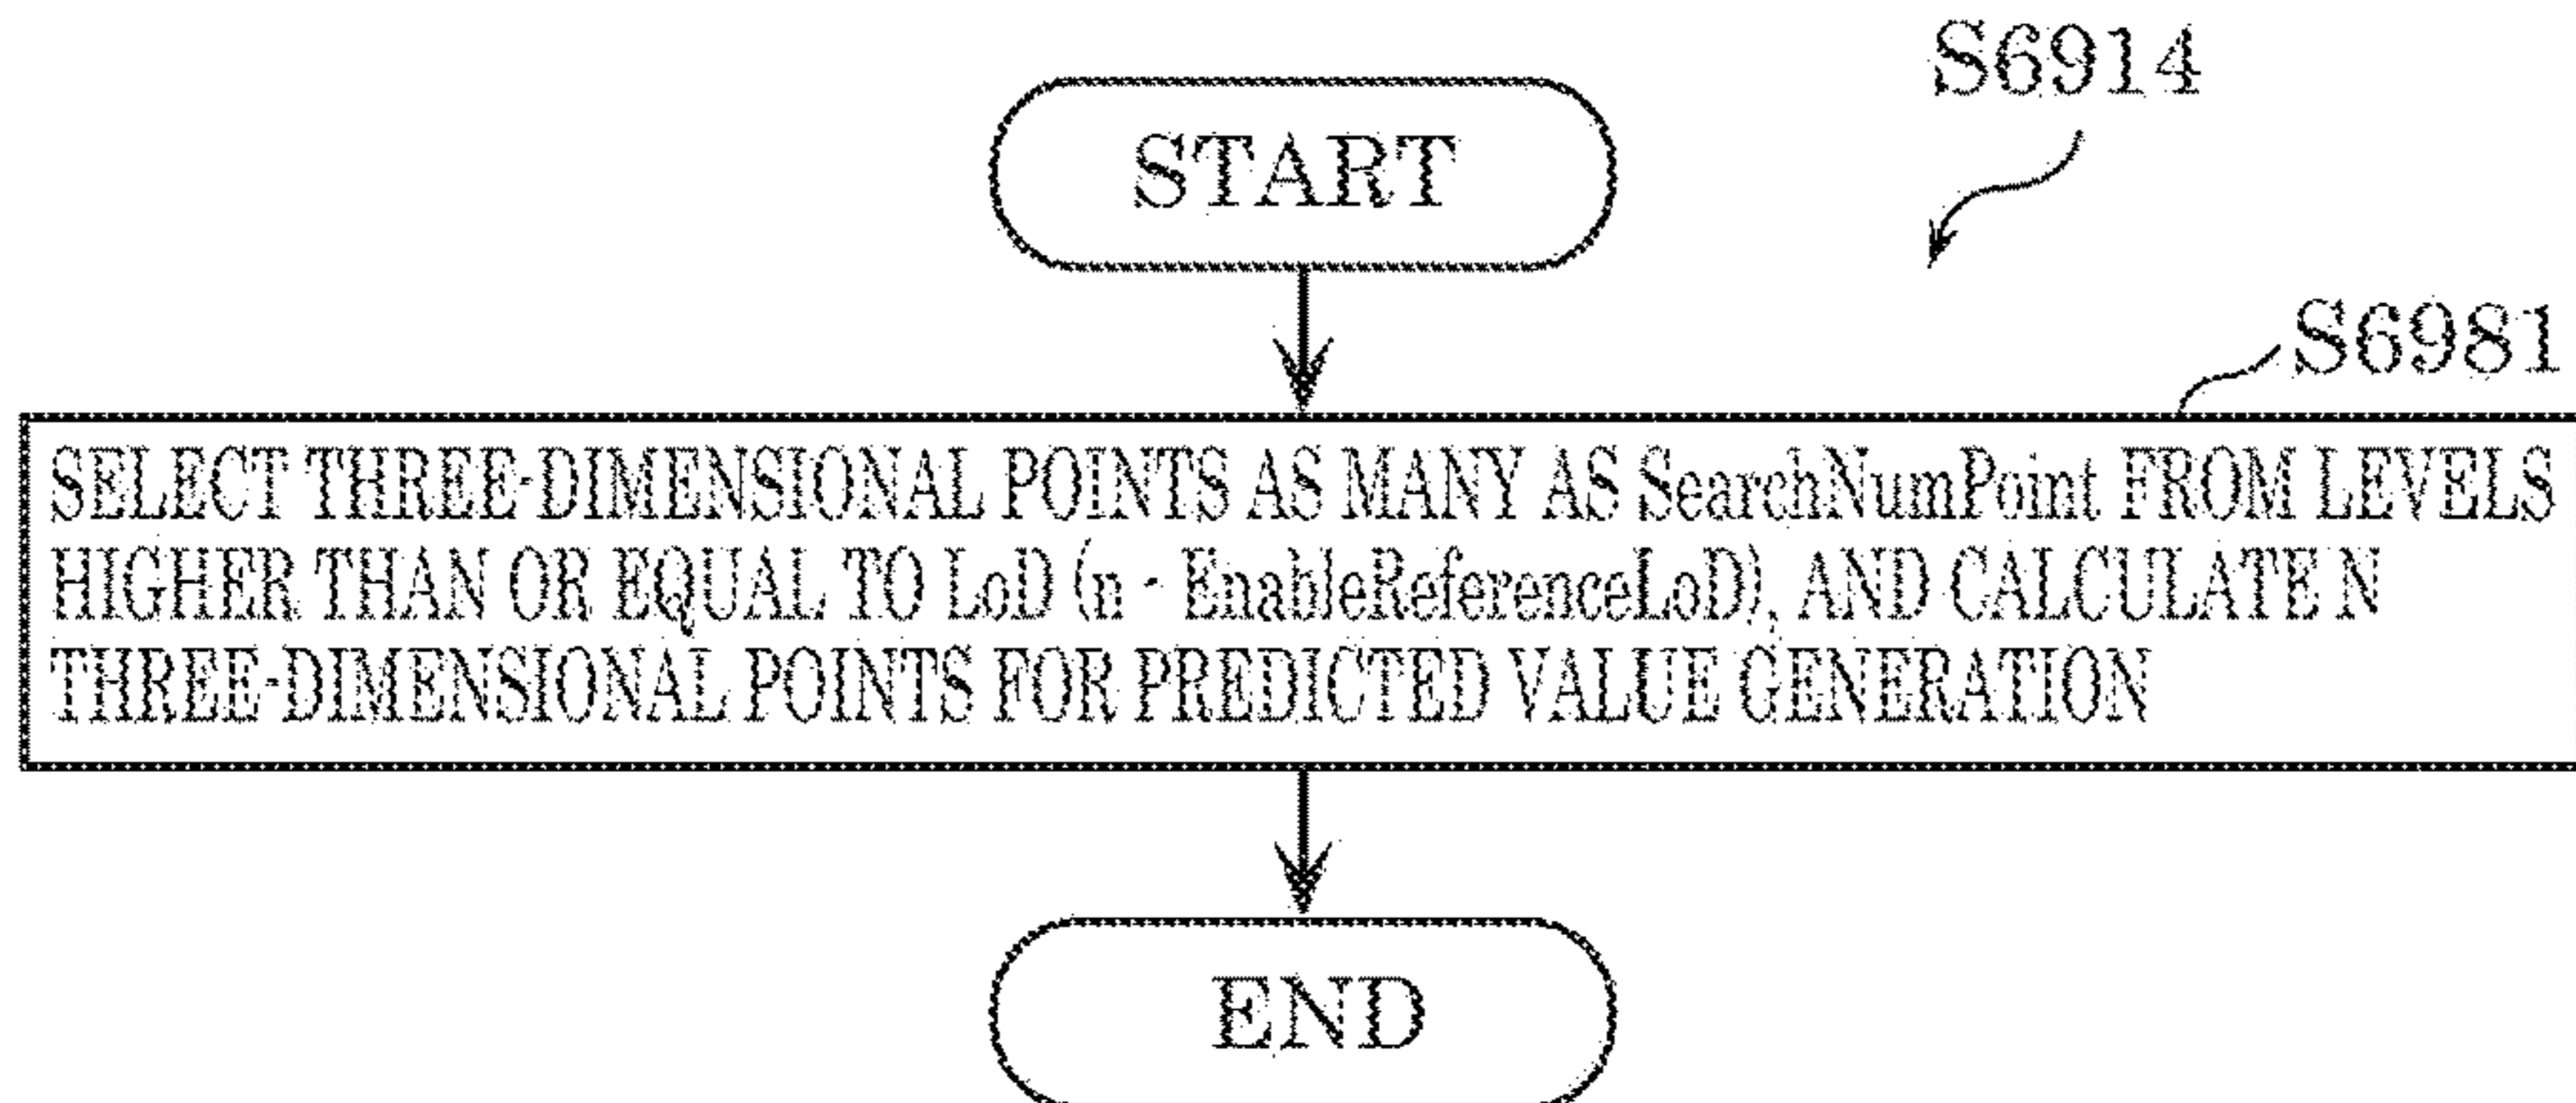 S6914
START
S6981
SELECT THREE-DIMENSIONAL POINTS AS MANY AS SearchNumPoint FROM LEVELS
HIGHER THAN OR EQUAL TO LoD (n - EnableReferenceLoD), AND CALCULATE N
THREE-DIMENSIONAL POINTS FOR PREDICTED VALUE GENERATION
END